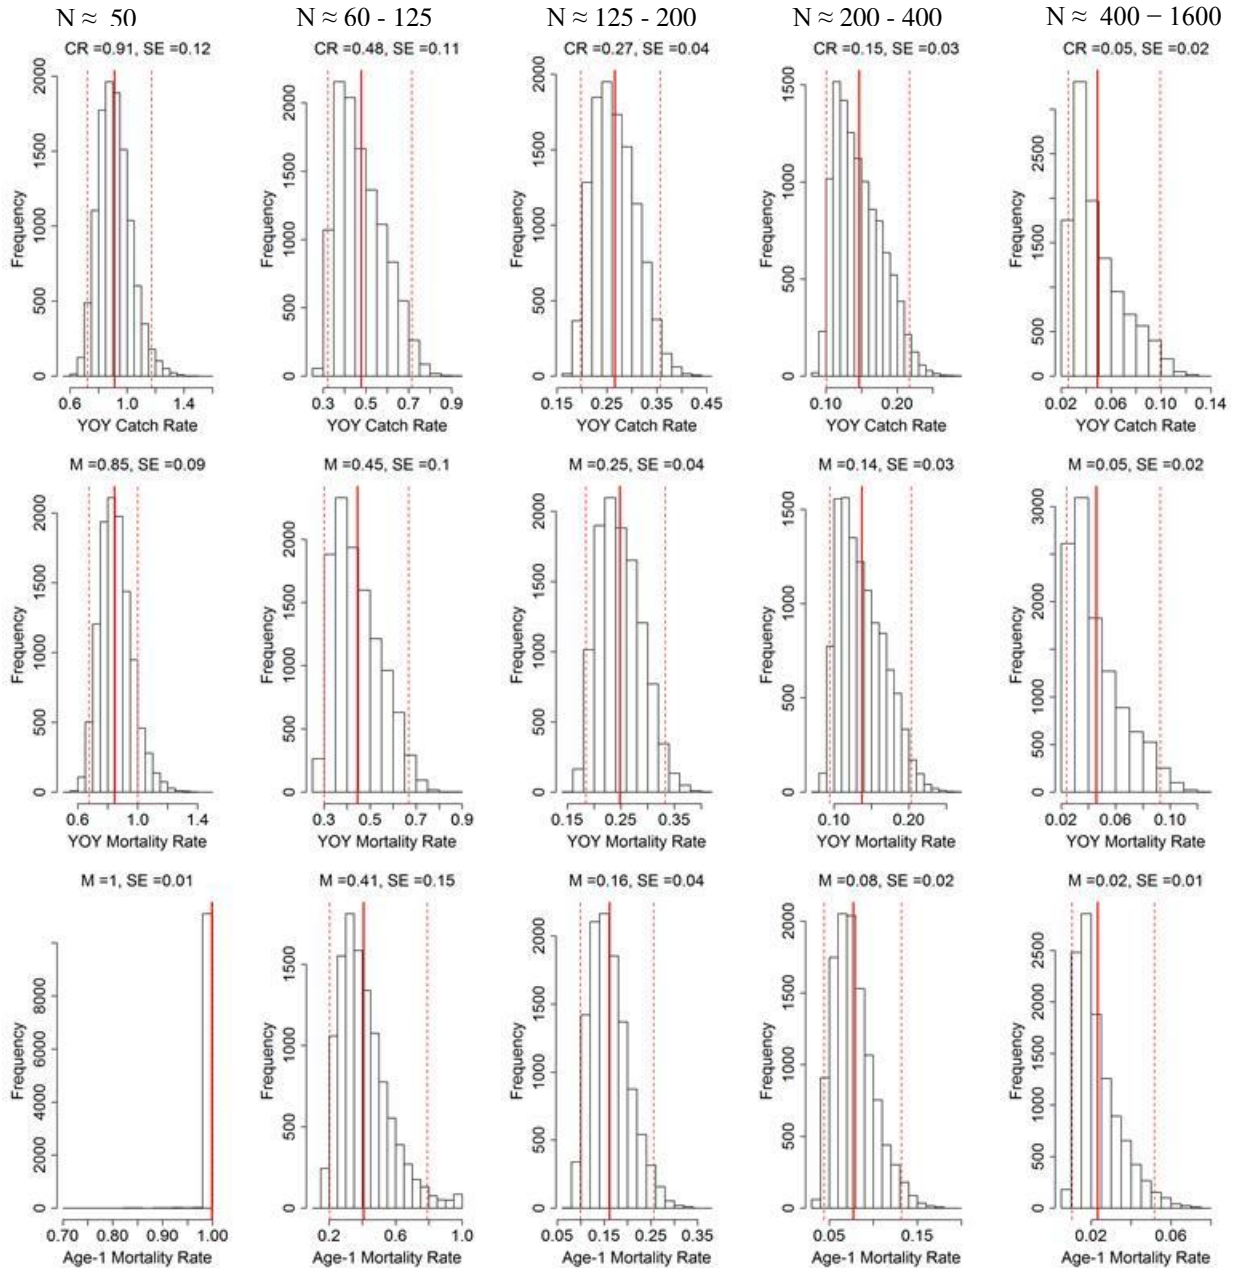 N ≈ 50 N ≈ 60 - 125 N ≈ 125 - 200 N ≈ 200 - 400 N ≈ 400 – 1600
CR =0.91, SE =0.12 CR =0.48, SE =0.11 CR =0.27, SE =0.04 CR =0.15, SE =0.03 CR =0.05, SE =0.02
Frequency 0 500 1000 1500 2000
0.6 1.0 1.4
YOY Catch Rate
Frequency 0 500 1000 1500 2000
0.3 0.5 0.7 0.9
YOY Catch Rate
Frequency 0 500 1000 1500 2000
0.15 0.25 0.35 0.45
YOY Catch Rate
Frequency 0 500 1000 1500
0.10 0.20
YOY Catch Rate
Frequency 0 500 1500 2500
0.02 0.06 0.10 0.14
YOY Catch Rate
M =0.85, SE =0.09 M =0.45, SE =0.1 M =0.25, SE =0.04 M =0.14, SE =0.03 M =0.05, SE =0.02
Frequency 0 500 1000 1500 2000
0.6 1.0 1.4
YOY Mortality Rate
Frequency 0 500 1000 1500 2000
0.3 0.5 0.7 0.9
YOY Mortality Rate
Frequency 0 500 1000 1500 2000
0.15 0.25 0.35
YOY Mortality Rate
Frequency 0 500 1000 1500
0.10 0.20
YOY Mortality Rate
Frequency 0 500 1000 2000 3000
0.02 0.06 0.10
YOY Mortality Rate
M =1, SE =0.01 M =0.41, SE =0.15 M =0.16, SE =0.04 M =0.08, SE =0.02 M =0.02, SE =0.01
Frequency 0 2000 4000 6000 8000
0.70 0.80 0.90 1.00
Age-1 Mortality Rate
Frequency 0 500 1000 1500
0.2 0.6 1.0
Age-1 Mortality Rate
Frequency 0 500 1000 1500 2000
0.05 0.15 0.25 0.35
Age-1 Mortality Rate
Frequency 0 500 1000 1500 2000
0.05 0.15
Age-1 Mortality Rate
Frequency 0 500 1000 1500 2000 2500
0.02 0.06
Age-1 Mortality Rate